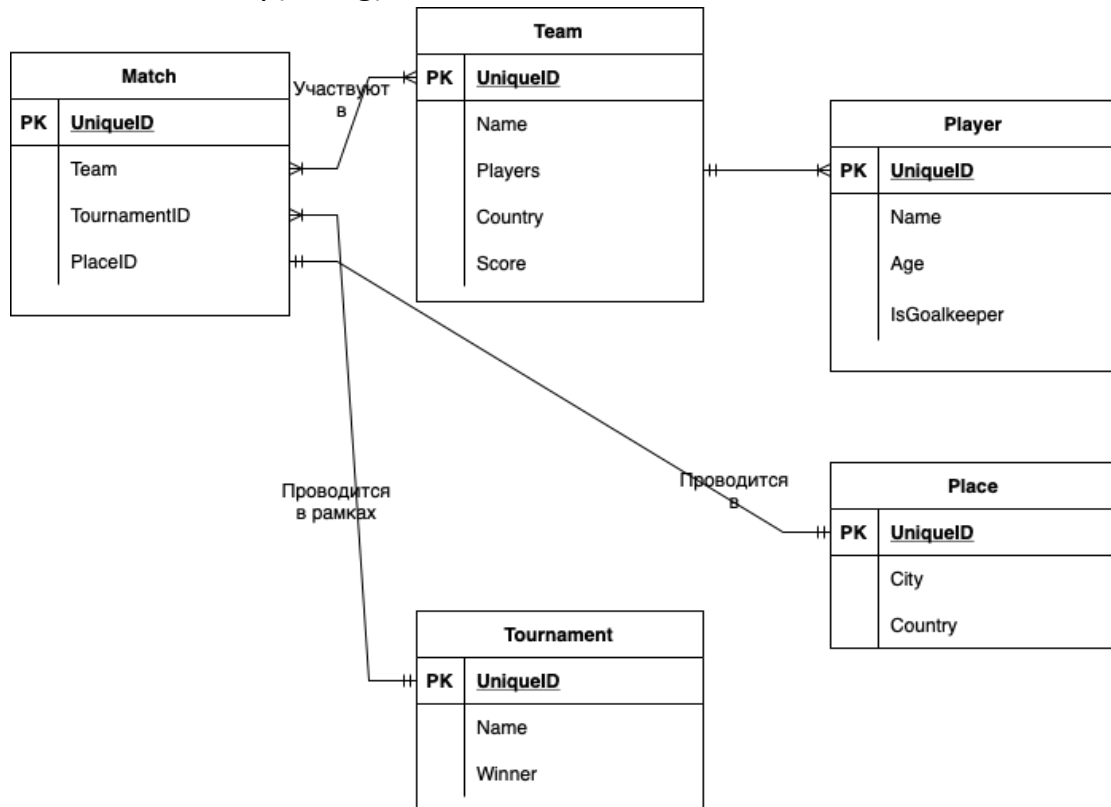 Match
PK UniqueID
Team
TournamentID
PlaceID
Участвуют
в
Team
PK UniqueID
Name
Players
Country
Score
Player
PK UniqueID
Name
Age
IsGoalkeeper
Проводится
в рамках
Проводится
в
Place
PK UniqueID
City
Country
Tournament
PK UniqueID
Name
Winner